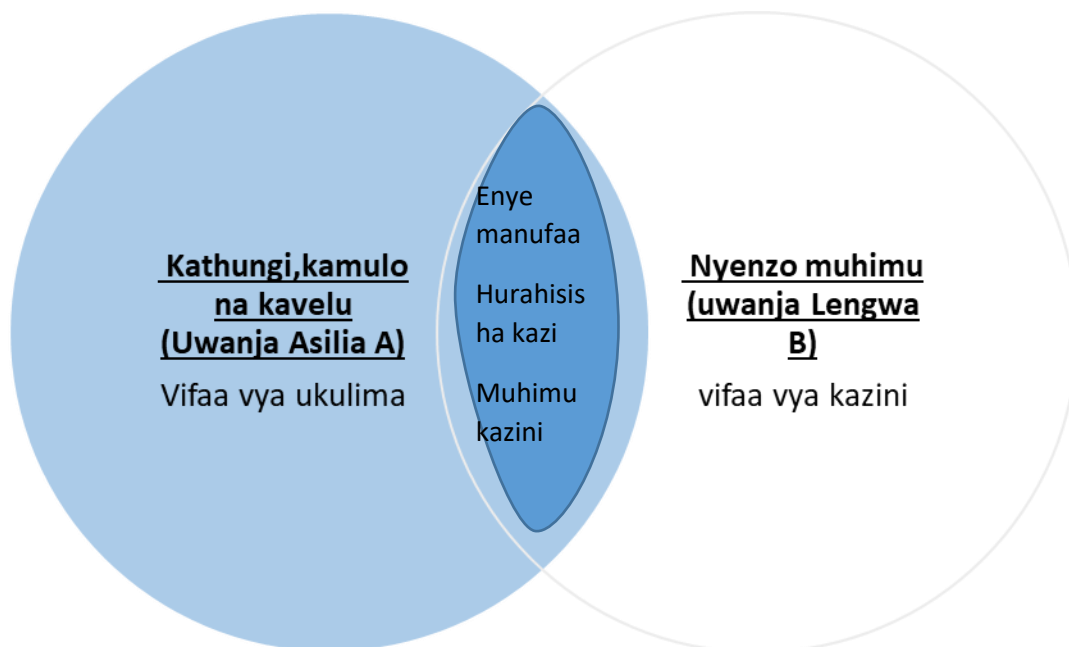 Kathungi,kamulo
na kavelu
(Uwanja Asilia A)
Vifaa vya ukulima
Enye
manufaa
Hurahisis
ha kazi
Muhimu
kazini
Nyenzo muhimu
(uwanja Lengwa
B)
vifaa vya kazini